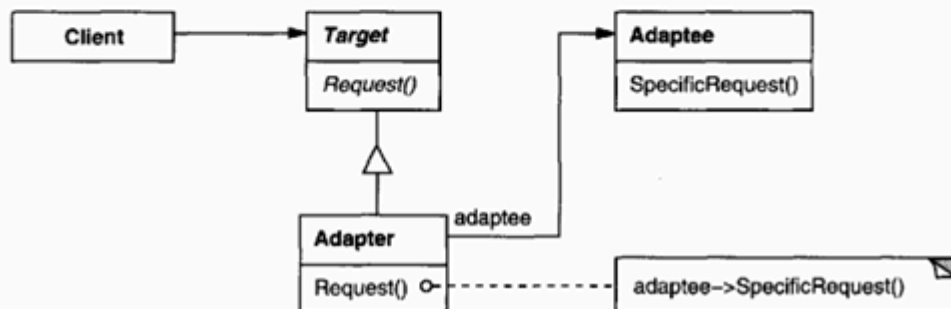 Client
Target
Request()
Adaptee
SpecificRequest()
adaptee
Adapter
Request()
adaptee->SpecificRequest()